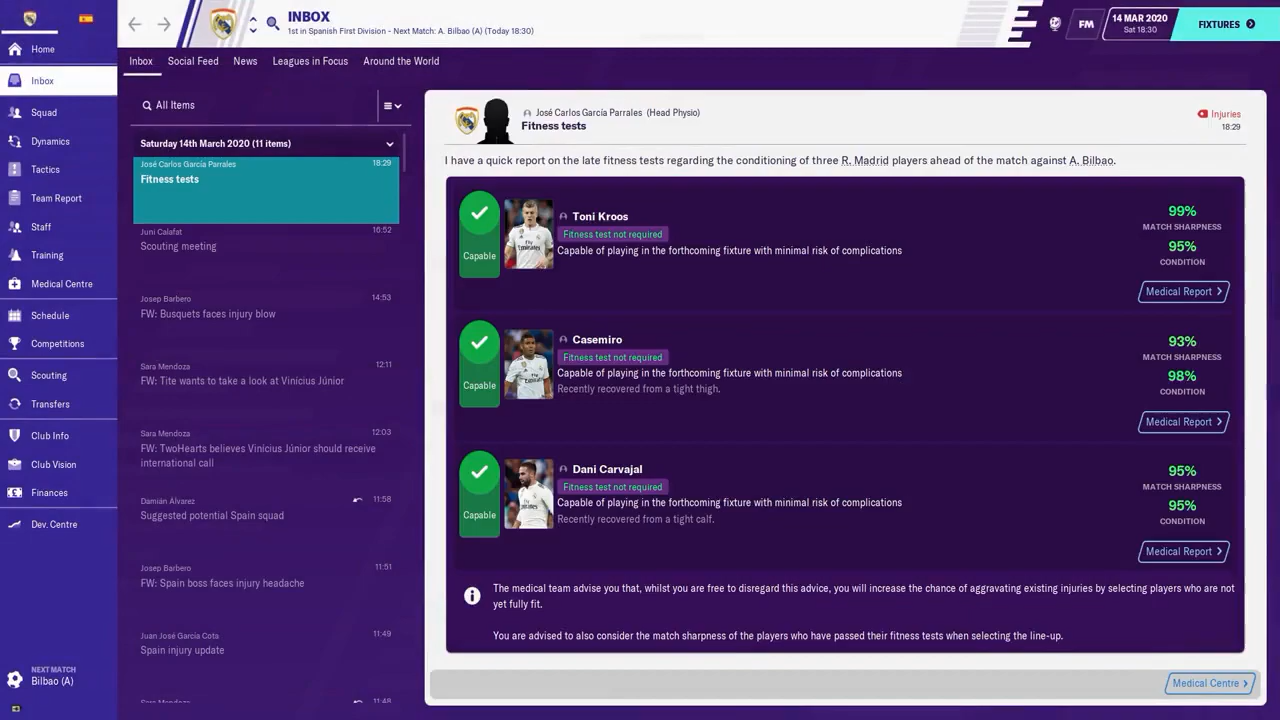 INBOX
1st in Spanish First Division - Next Match: A. Bilbao (A) (Today 18:30)
FM
14 MAR 2020
Sat 18:30
FIXTURES
Home
Inbox
Squad
Dynamics
Tactics
Team Report
Staff
Training
Medical Centre
Schedule
Competitions
Scouting
Transfers
Club Info
Club Vision
Finances
Dev. Centre
NEXT MATCH
Bilbao (A)
Inbox
Social Feed
News
Leagues in Focus
Around the World
All Items
Saturday 14th March 2020 (11 items)
José Carlos García Parrales 18:29
Fitness tests
Juni Calafat 16:52
Scouting meeting
Josep Barbero 14:53
FW: Busquets faces injury blow
Sara Mendoza 12:11
FW: Tite wants to take a look at Vinícius Júnior
Sara Mendoza 12:03
FW: TwoHearts believes Vinícius Júnior should receive
international call
Damián Álvarez 11:58
Suggested potential Spain squad
Josep Barbero 11:51
FW: Spain boss faces injury headache
Juan José García Cota 11:49
Spain injury update
Sara Mendoza 11:48
José Carlos García Parrales (Head Physio)
Fitness tests
Injuries
18:29
I have a quick report on the late fitness tests regarding the conditioning of three R. Madrid players ahead of the match against A. Bilbao.
Capable
Toni Kroos
Fitness test not required
Capable of playing in the forthcoming fixture with minimal risk of complications
99%
MATCH SHARPNESS
95%
CONDITION
Medical Report
Capable
Casemiro
Fitness test not required
Capable of playing in the forthcoming fixture with minimal risk of complications
Recently recovered from a tight thigh.
93%
MATCH SHARPNESS
98%
CONDITION
Medical Report
Capable
Dani Carvajal
Fitness test not required
Capable of playing in the forthcoming fixture with minimal risk of complications
Recently recovered from a tight calf.
95%
MATCH SHARPNESS
95%
CONDITION
Medical Report
The medical team advise you that, whilst you are free to disregard this advice, you will increase the chance of aggravating existing injuries by selecting players who are not
yet fully fit.
You are advised to also consider the match sharpness of the players who have passed their fitness tests when selecting the line-up.
Medical Centre